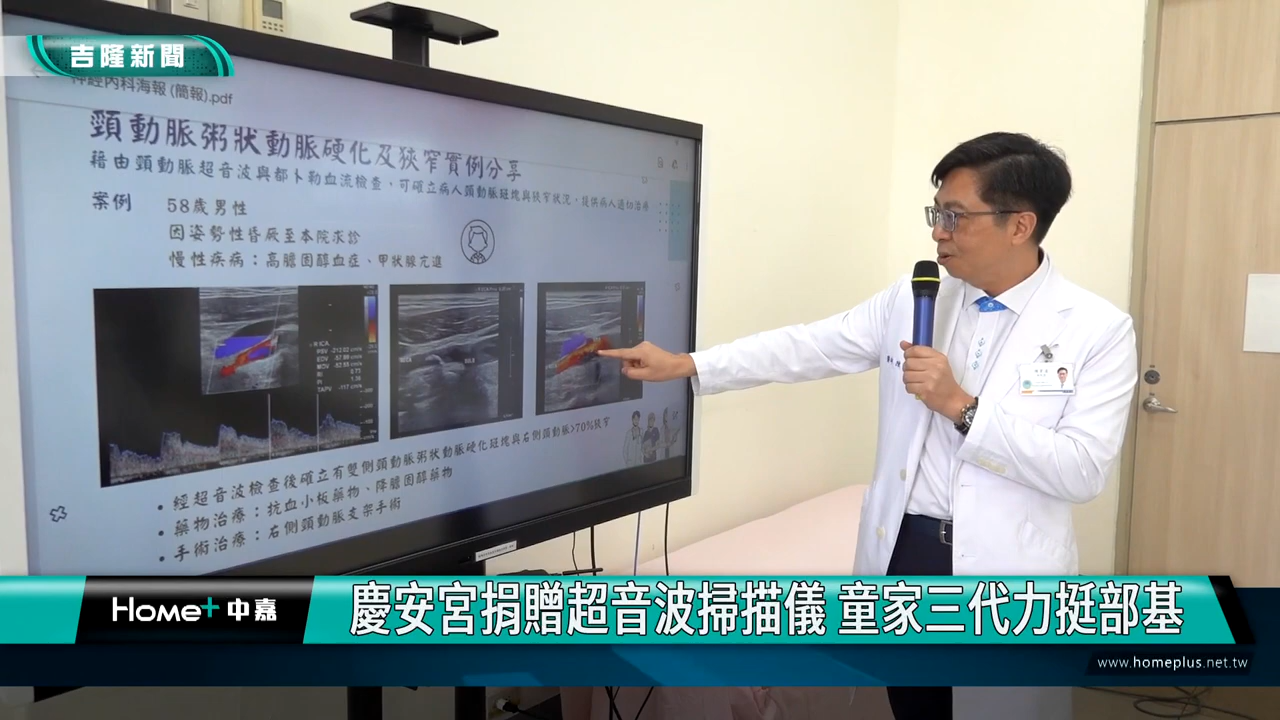 吉隆新聞
神經內科海報 (簡報).pdf
頸動脈粥狀動脈硬化及狹窄實例分享
藉由頸動脈超音波與都卜勒血流檢查，可確立病人頸動脈斑塊與狹窄狀況，提供病人適切治療
案例 58歲男性
因姿勢性昏厥至本院求診
慢性疾病：高膽固醇血症、甲狀腺亢進
RICA
PSV -212.02 cm/s
TAPV
• 經超音波檢查後確立有雙側頸動脈粥狀動脈硬化斑塊與右側頸動脈>70%狹窄
• 藥物治療：抗血小板藥物、降膽固醇藥物
• 手術治療：右側頸動脈支架手術
Home+ 中嘉
慶安宮捐贈超音波掃描儀 童家三代力挺部基
www.homeplus.net.tw